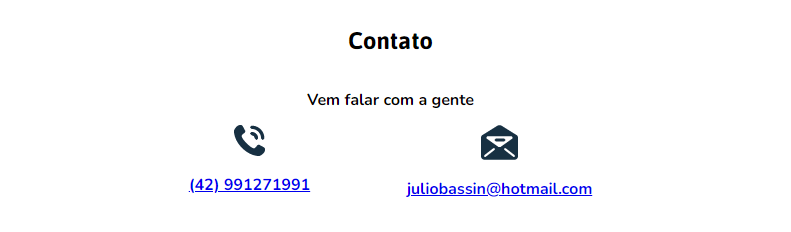 Contato
Vem falar com a gente
(42) 991271991
juliobassin@hotmail.com